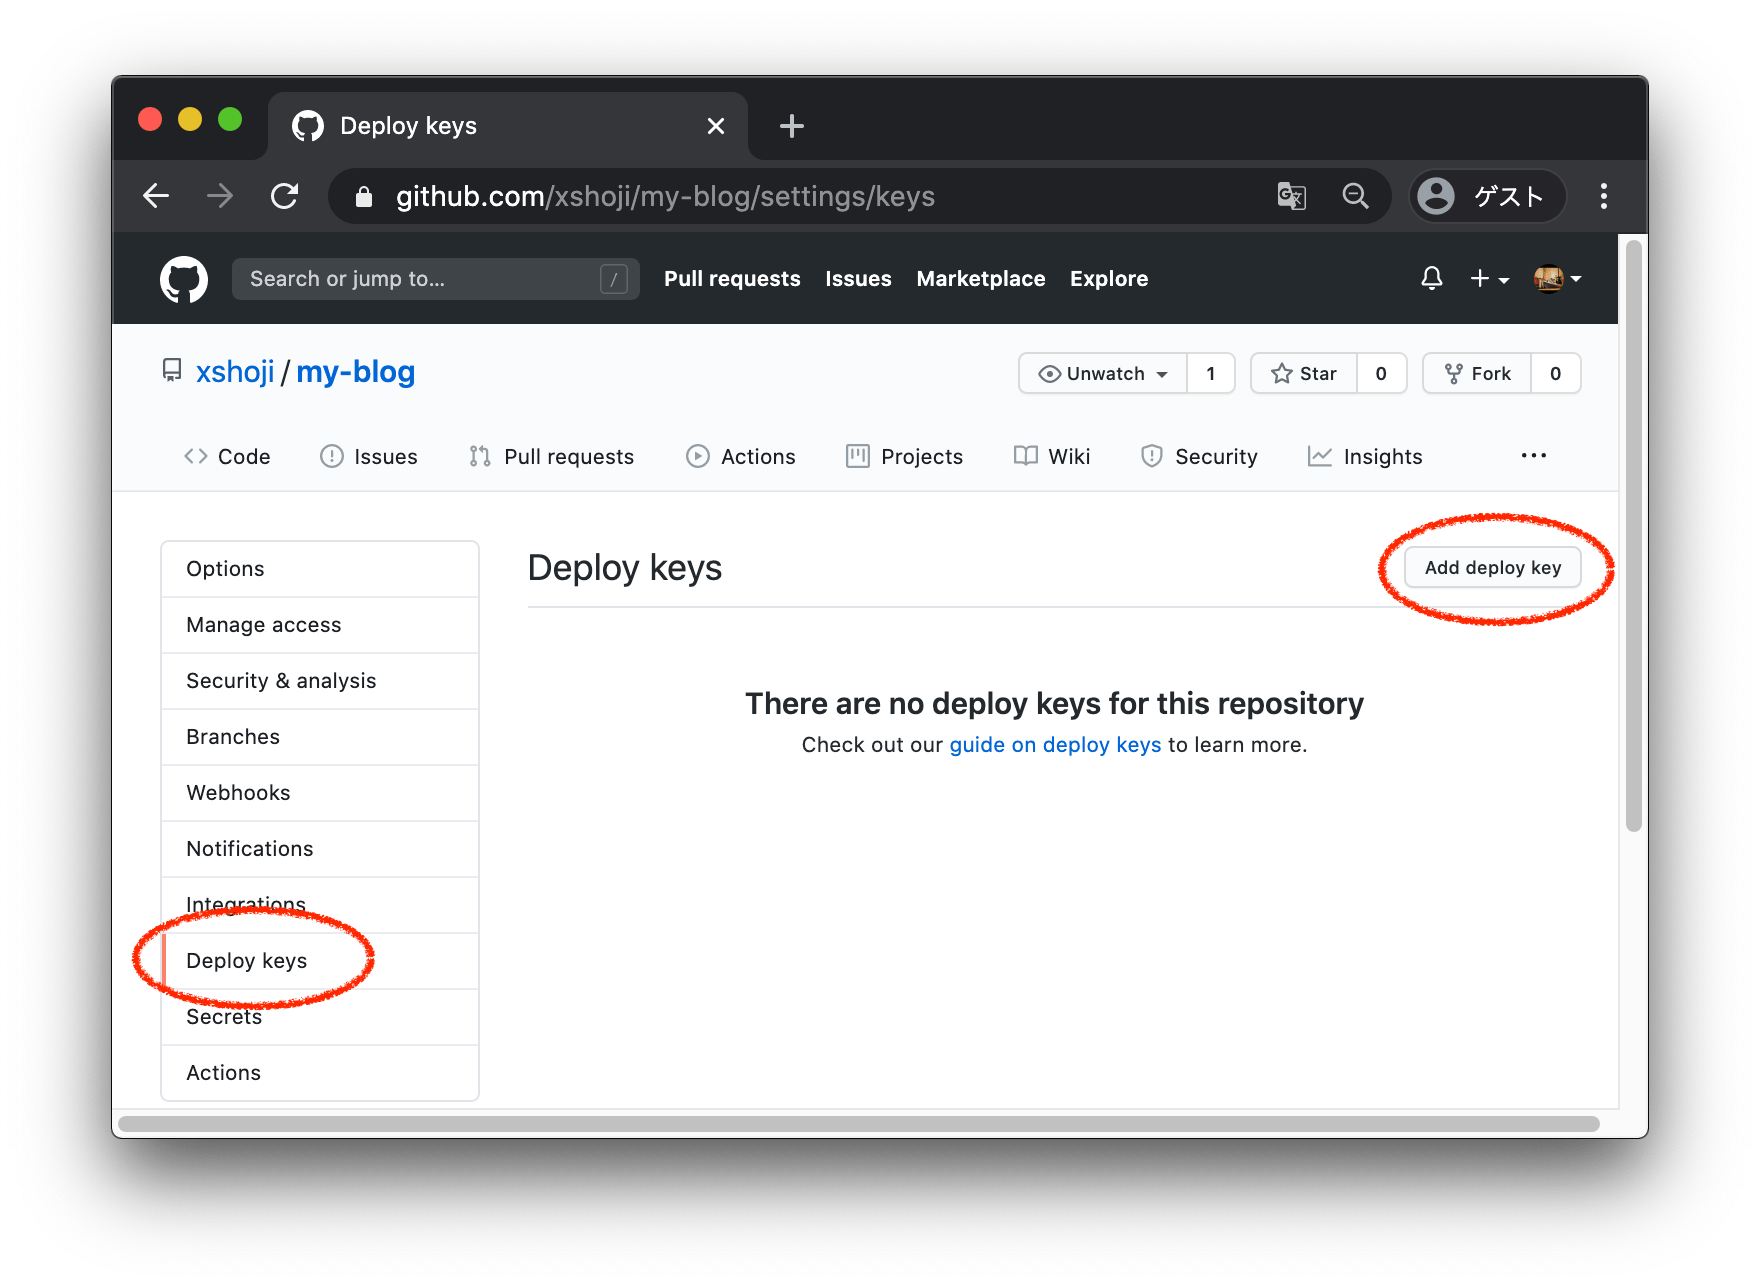 Deploy keys
github.com/xshoji/my-blog/settings/keys
ゲスト
Search or jump to...
/
Pull requests
Issues
Marketplace
Explore
xshoji / my-blog
Unwatch
1
Star
0
Fork
0
Code
Issues
Pull requests
Actions
Projects
Wiki
Security
Insights
Options
Manage access
Security & analysis
Branches
Webhooks
Notifications
Integrations
Deploy keys
Secrets
Actions
Deploy keys
Add deploy key
There are no deploy keys for this repository
Check out our guide on deploy keys to learn more.